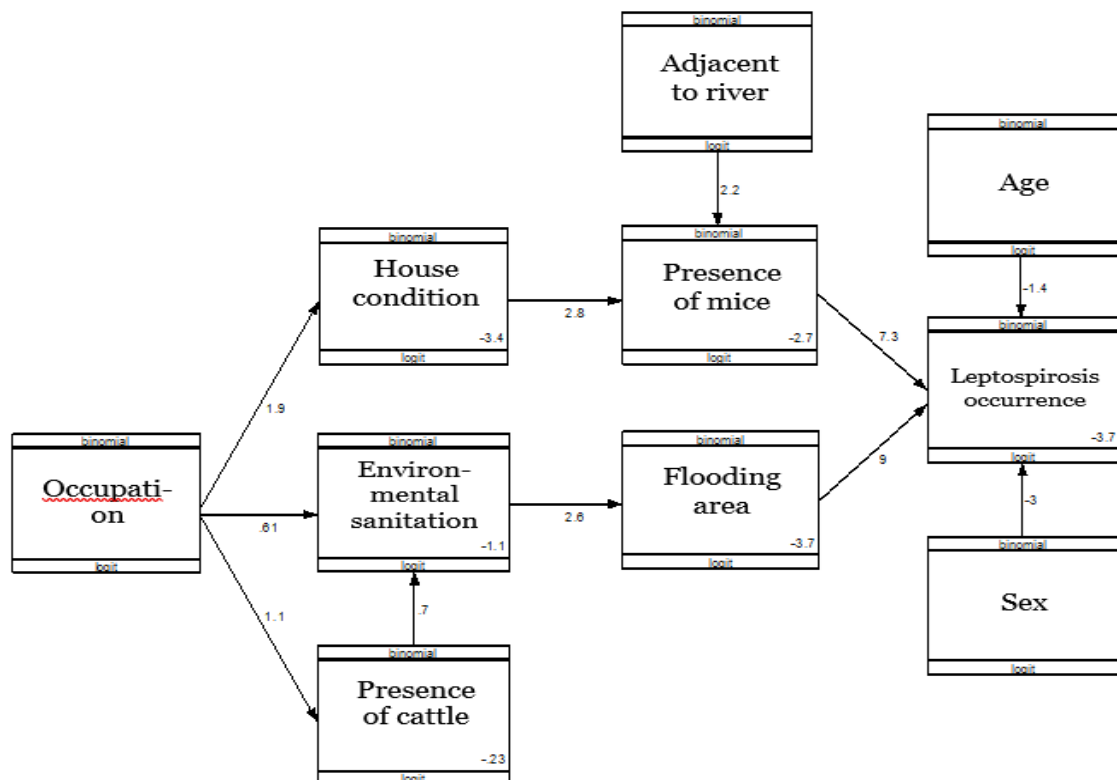 binomial
Adjacent
to river
logit
2.2
binomial
Age
logit
-1.4
binomial
House
condition
-3.4
logit
2.8
binomial
Presence
of mice
-2.7
logit
7.3
binomial
Leptospirosis
occurrence
-3.7
logit
1.9
binomial
Occupati-
on
logit
.61
binomial
Environ-
mental
sanitation
-1.1
logit
2.6
binomial
Flooding
area
-3.7
logit
9
-3
binomial
Sex
logit
1.1
.7
binomial
Presence
of cattle
-.23
logit